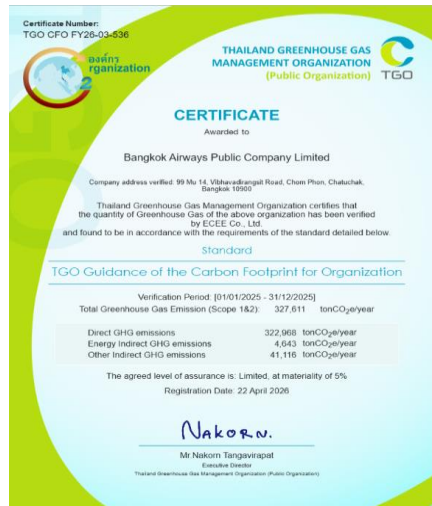 Certificate Number:
TGO CFO FY26-03-536
องค์กร
rganization
2
THAILAND GREENHOUSE GAS
MANAGEMENT ORGANIZATION
(Public Organization)
TGO
CERTIFICATE
Awarded to
Bangkok Airways Public Company Limited
Company address verified: 99 Mu 14, Vibhavadirangsit Road, Chom Phon, Chatuchak,
Bangkok 10900
Thailand Greenhouse Gas Management Organization certifies that
the quantity of Greenhouse Gas of the above organization has been verified
by ECEE Co., Ltd.
and found to be in accordance with the requirements of the standard detailed below.
Standard
TGO Guidance of the Carbon Footprint for Organization
Verification Period: [01/01/2025 - 31/12/2025]
Total Greenhouse Gas Emission (Scope 1&2): 327,611 tonCO2e/year
Direct GHG emissions 322,968 tonCO2e/year
Energy Indirect GHG emissions 4,643 tonCO2e/year
Other Indirect GHG emissions 41,116 tonCO2e/year
The agreed level of assurance is: Limited, at materiality of 5%
Registration Date: 22 April 2026
NAKORN.
Mr.Nakorn Tangavirapat
Executive Director
Thailand Greenhouse Gas Management Organization (Public Organization)